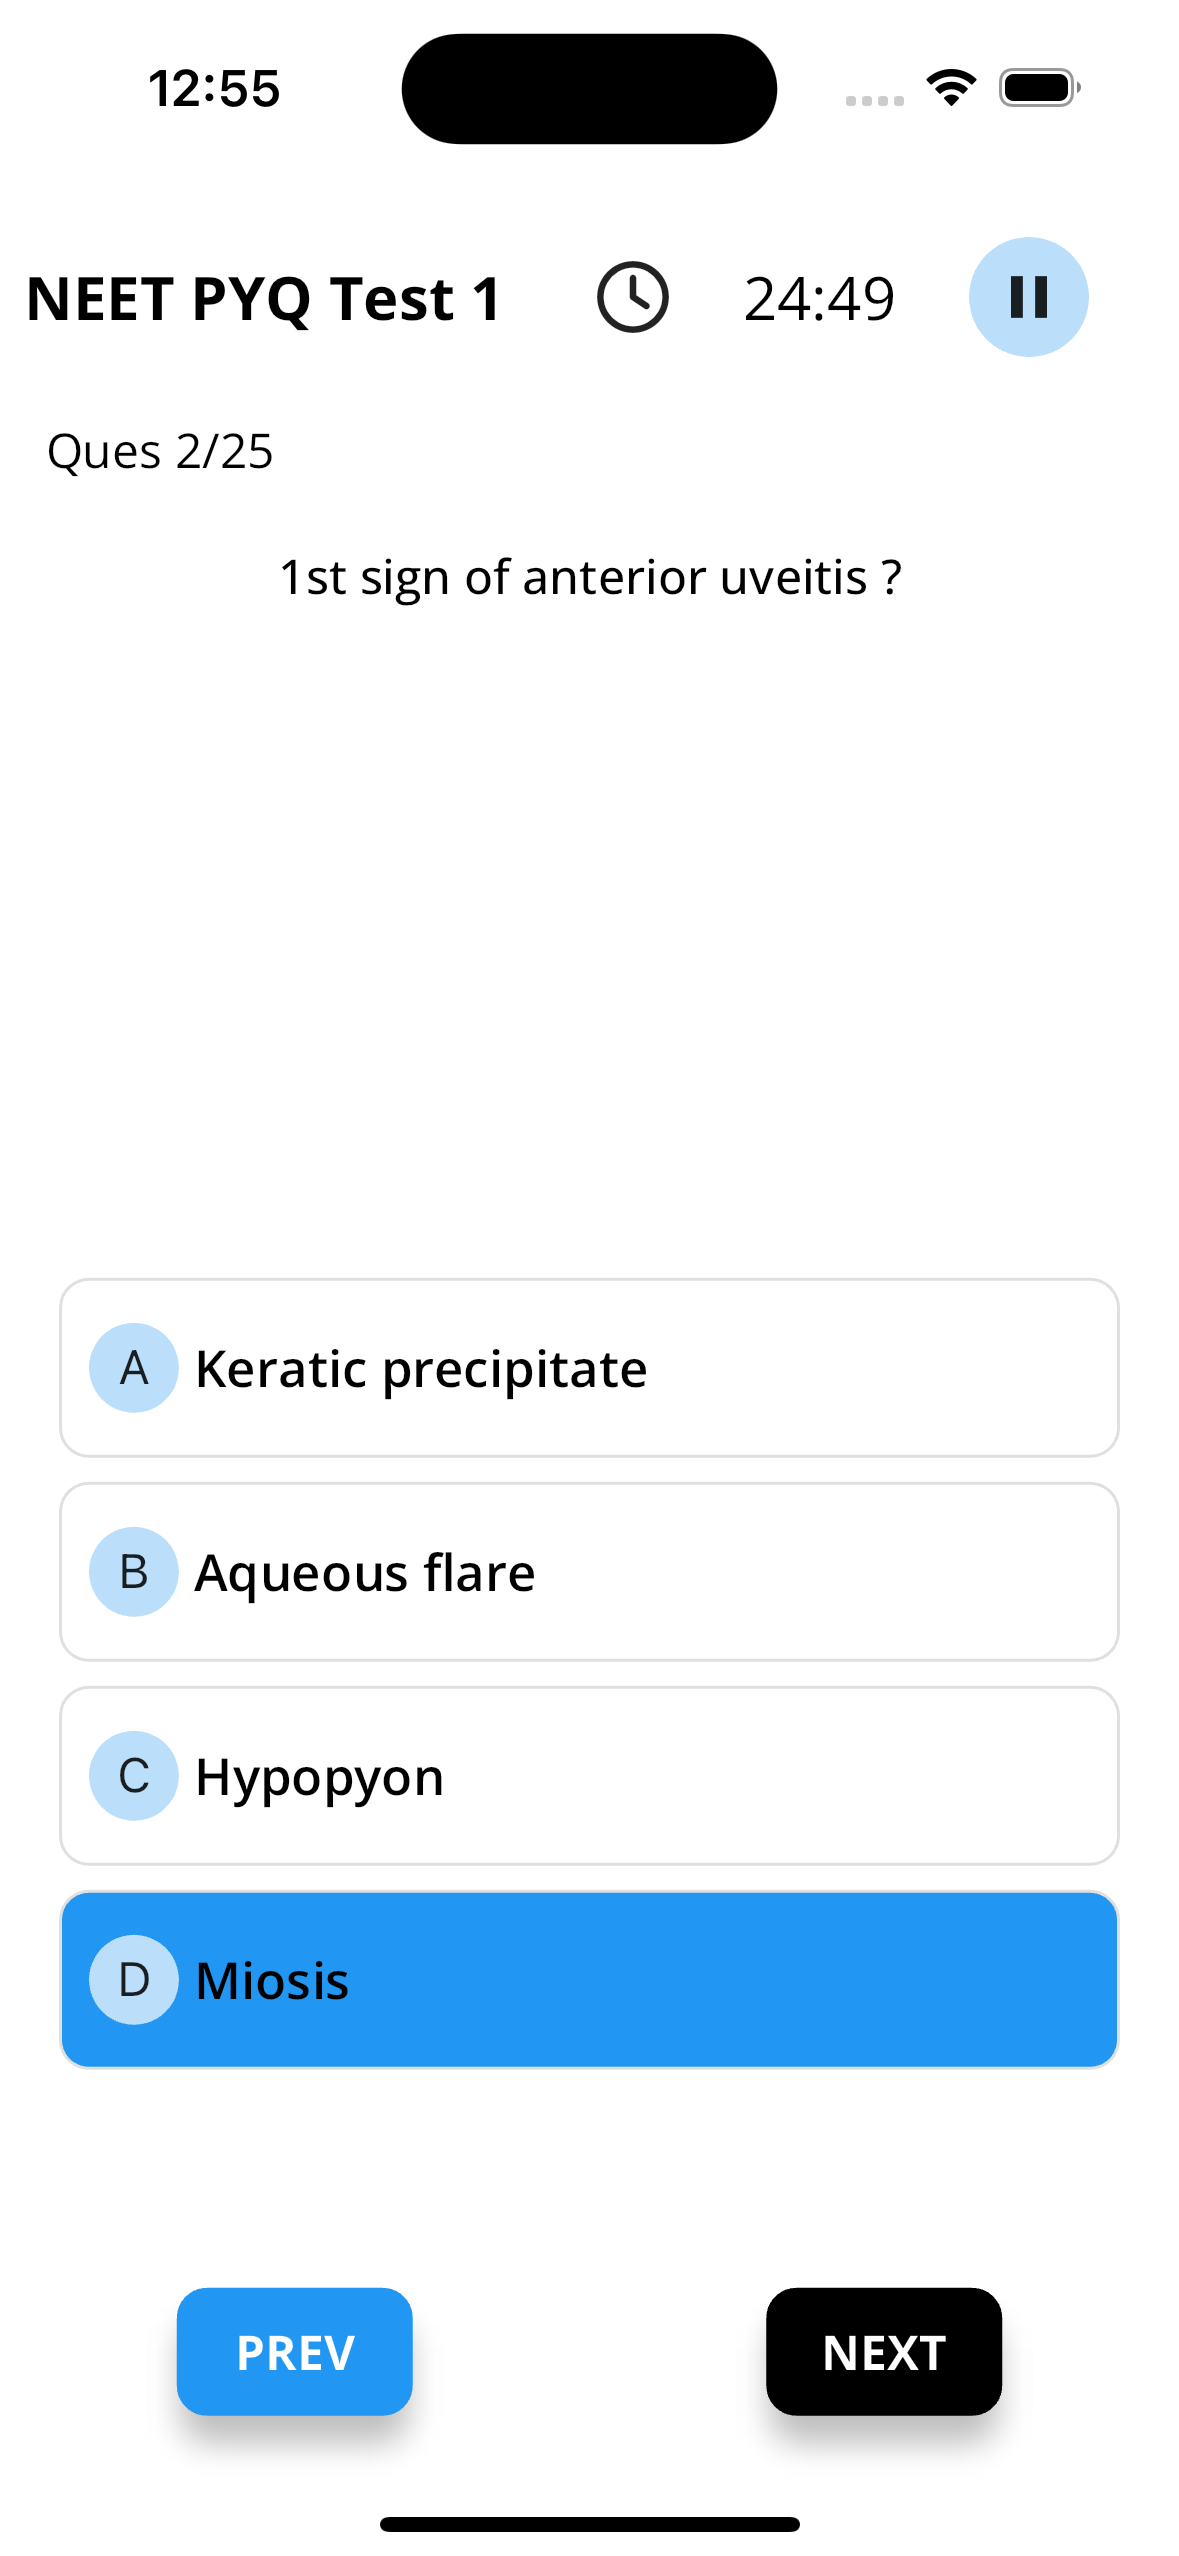 12:55
NEET PYQ Test 1 24:49
Ques 2/25
1st sign of anterior uveitis ?
A Keratic precipitate
B Aqueous flare
C Hypopyon
D Miosis
PREV NEXT